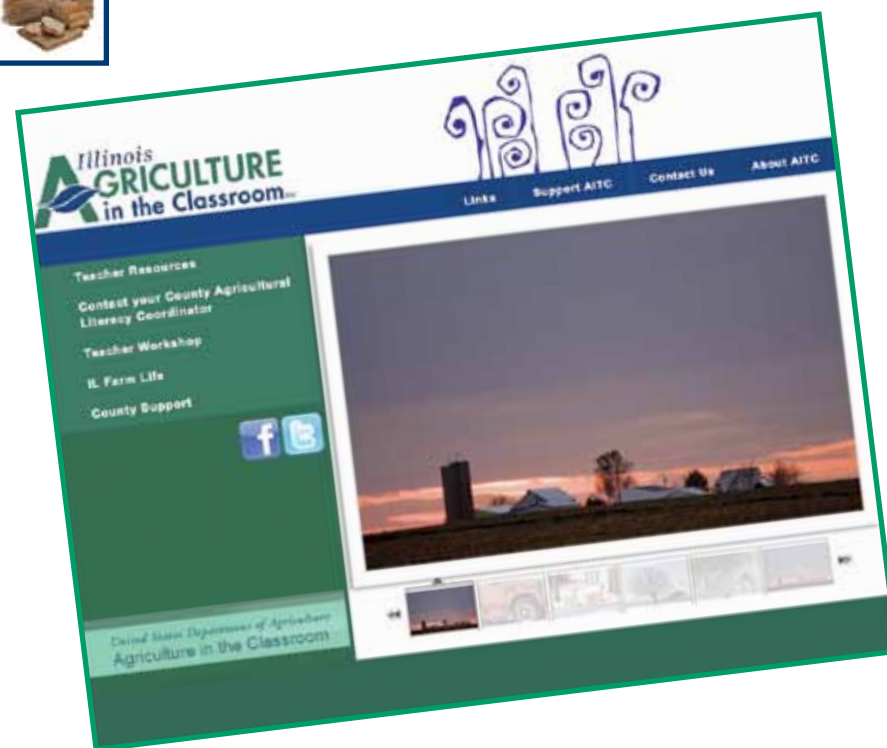 Illinois
AGRICULTURE
in the Classroom
Links Support AITC Contact Us About AITC
Teacher Resources
Contact your County Agricultural
Literacy Coordinator
Teacher Workshop
IL Farm Life
County Support
United States Department of Agriculture
Agriculture in the Classroom